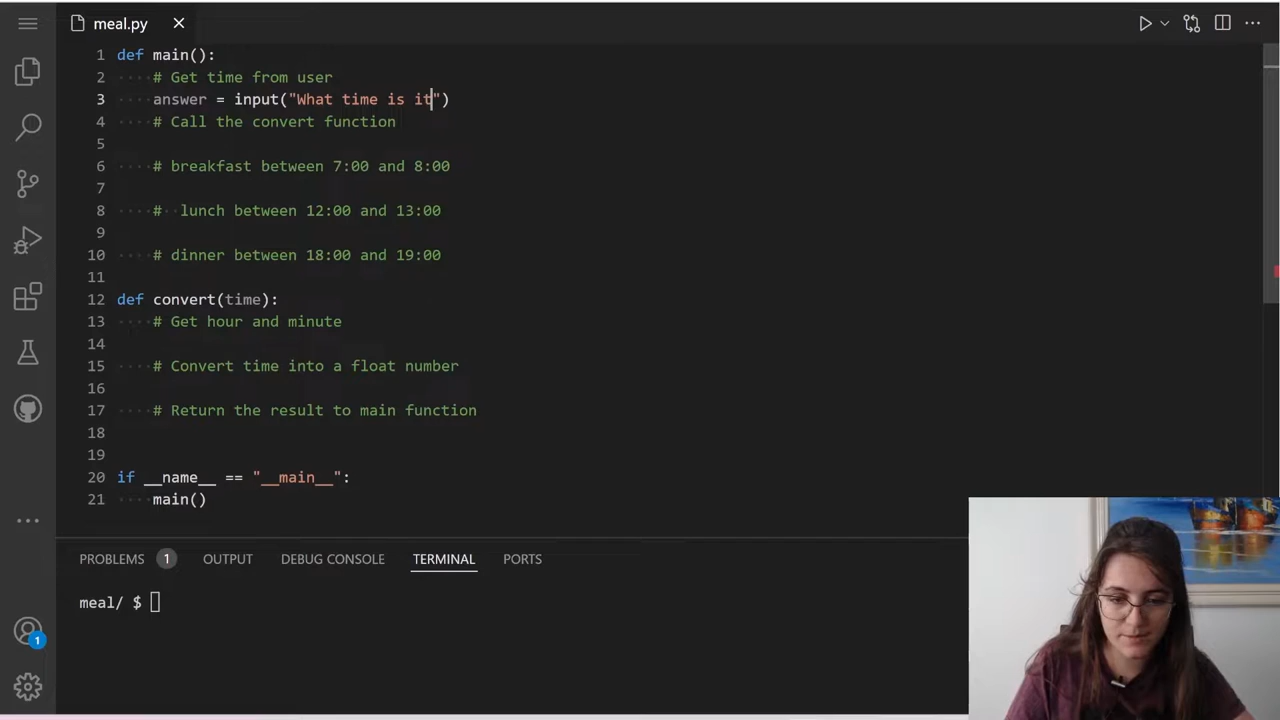 meal.py
1 def main():
2 # Get time from user
3 answer = input("What time is it")
4 # Call the convert function
5
6 # breakfast between 7:00 and 8:00
7
8 # lunch between 12:00 and 13:00
9
10 # dinner between 18:00 and 19:00
11
12 def convert(time):
13 # Get hour and minute
14
15 # Convert time into a float number
16
17 # Return the result to main function
18
19
20 if __name__ == "__main__":
21 main()
PROBLEMS 1 OUTPUT DEBUG CONSOLE TERMINAL PORTS
meal/ $
1